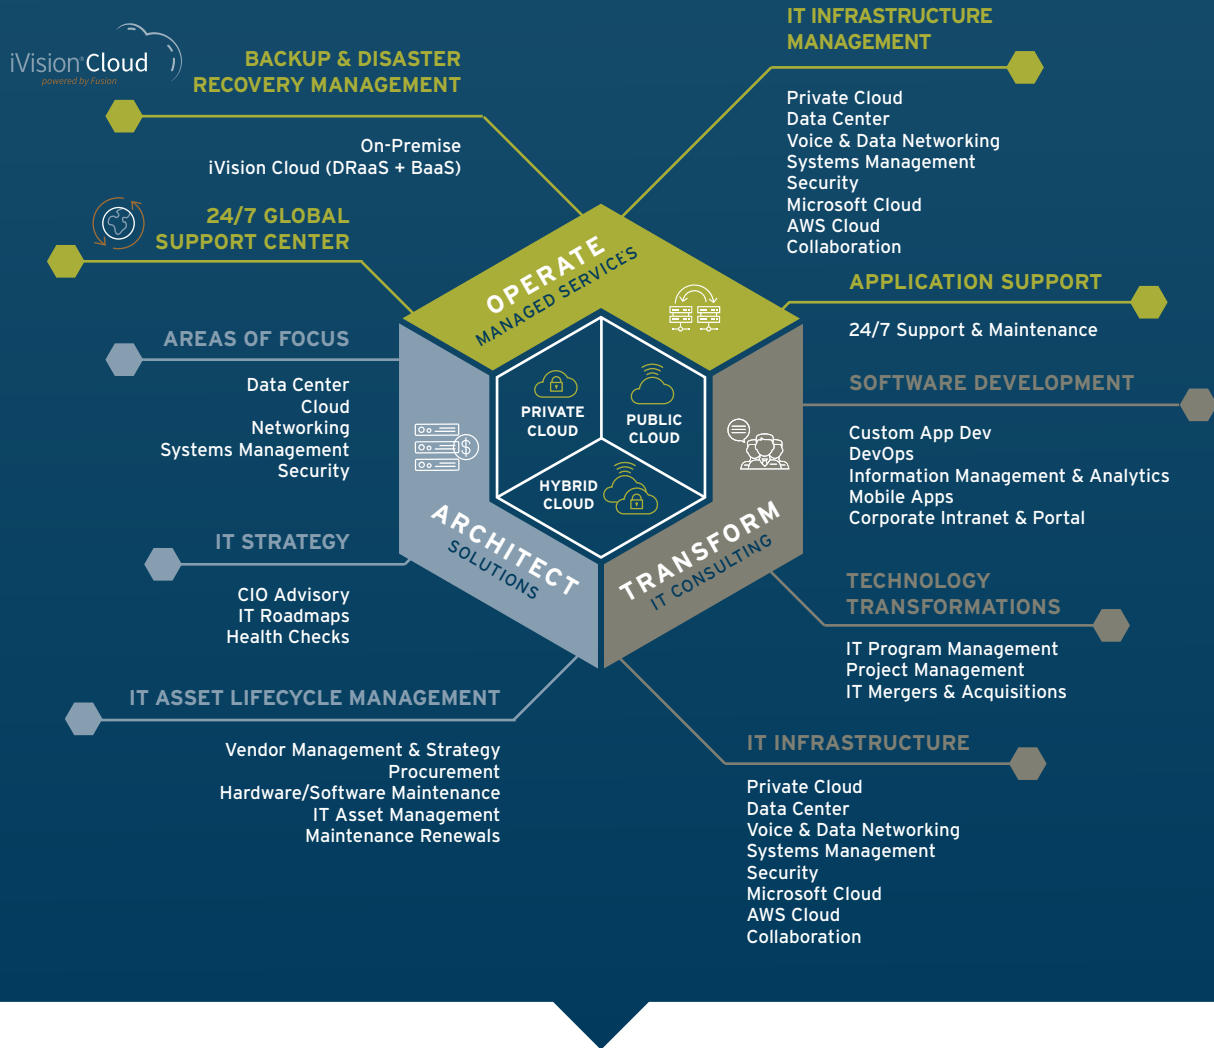 iVision®Cloud
powered by Fusion
BACKUP & DISASTER
RECOVERY MANAGEMENT
On-Premise
iVision Cloud (DRaaS + BaaS)
24/7 GLOBAL
SUPPORT CENTER
AREAS OF FOCUS
Data Center
Cloud
Networking
Systems Management
Security
IT STRATEGY
CIO Advisory
IT Roadmaps
Health Checks
IT ASSET LIFECYCLE MANAGEMENT
Vendor Management & Strategy
Procurement
Hardware/Software Maintenance
IT Asset Management
Maintenance Renewals
OPERATE
MANAGED SERVICES
PRIVATE
CLOUD
PUBLIC
CLOUD
HYBRID
CLOUD
$
ARCHITECT
SOLUTIONS
TRANSFORM
IT CONSULTING
IT INFRASTRUCTURE
MANAGEMENT
Private Cloud
Data Center
Voice & Data Networking
Systems Management
Security
Microsoft Cloud
AWS Cloud
Collaboration
APPLICATION SUPPORT
24/7 Support & Maintenance
SOFTWARE DEVELOPMENT
Custom App Dev
DevOps
Information Management & Analytics
Mobile Apps
Corporate Intranet & Portal
TECHNOLOGY
TRANSFORMATIONS
IT Program Management
Project Management
IT Mergers & Acquisitions
IT INFRASTRUCTURE
Private Cloud
Data Center
Voice & Data Networking
Systems Management
Security
Microsoft Cloud
AWS Cloud
Collaboration